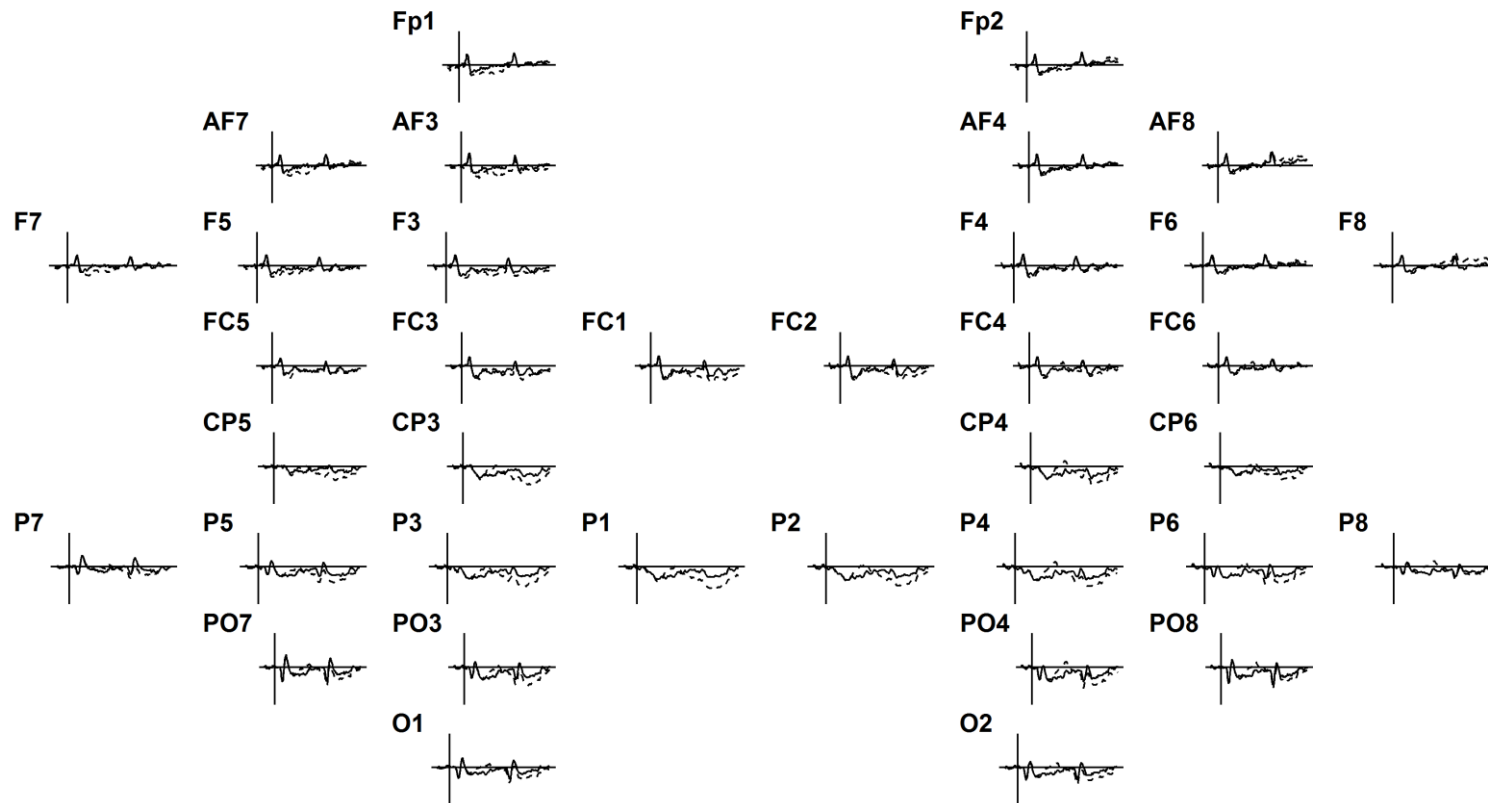 Fp1 Fp2
AF7 AF3 AF4 AF8
F7 F5 F3 F4 F6 F8
FC5 FC3 FC1 FC2 FC4 FC6
CP5 CP3 CP4 CP6
P7 P5 P3 P1 P2 P4 P6 P8
PO7 PO3 PO4 PO8
O1 O2